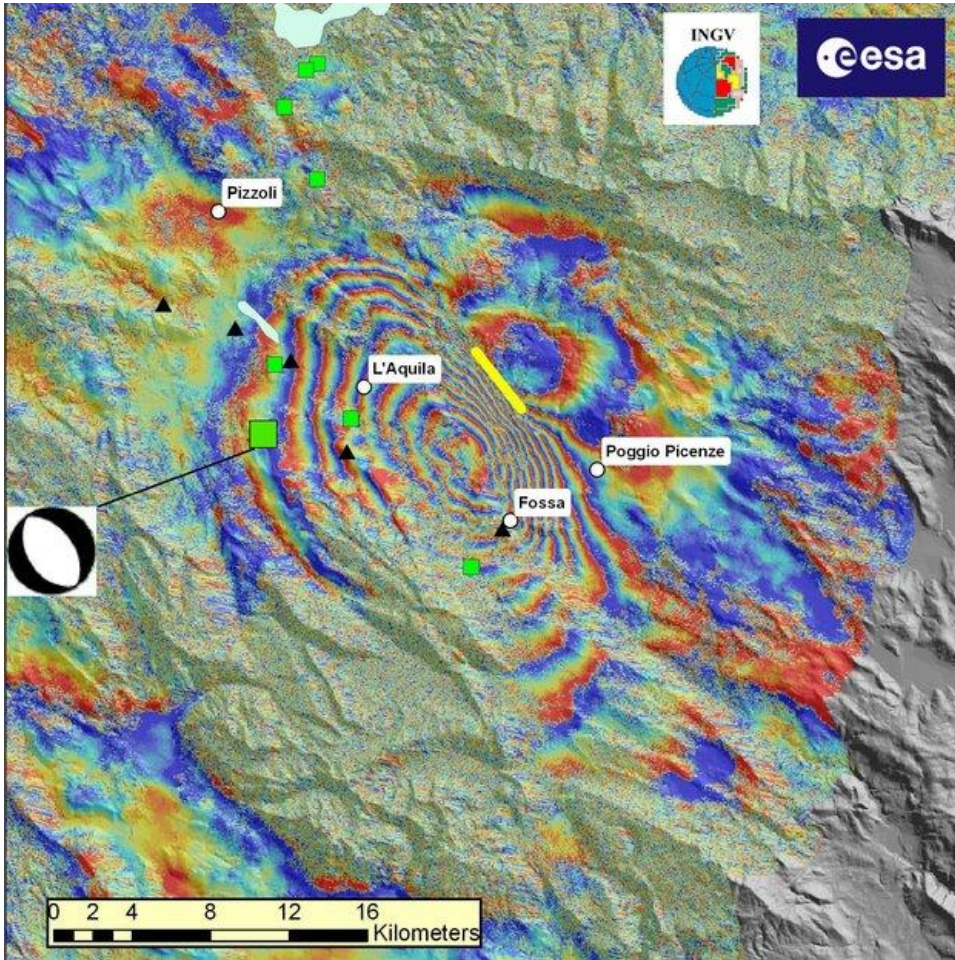 INGV
esa
Pizzoli
L'Aquila
Poggio Picenze
Fossa
0 2 4 8 12 16
Kilometers